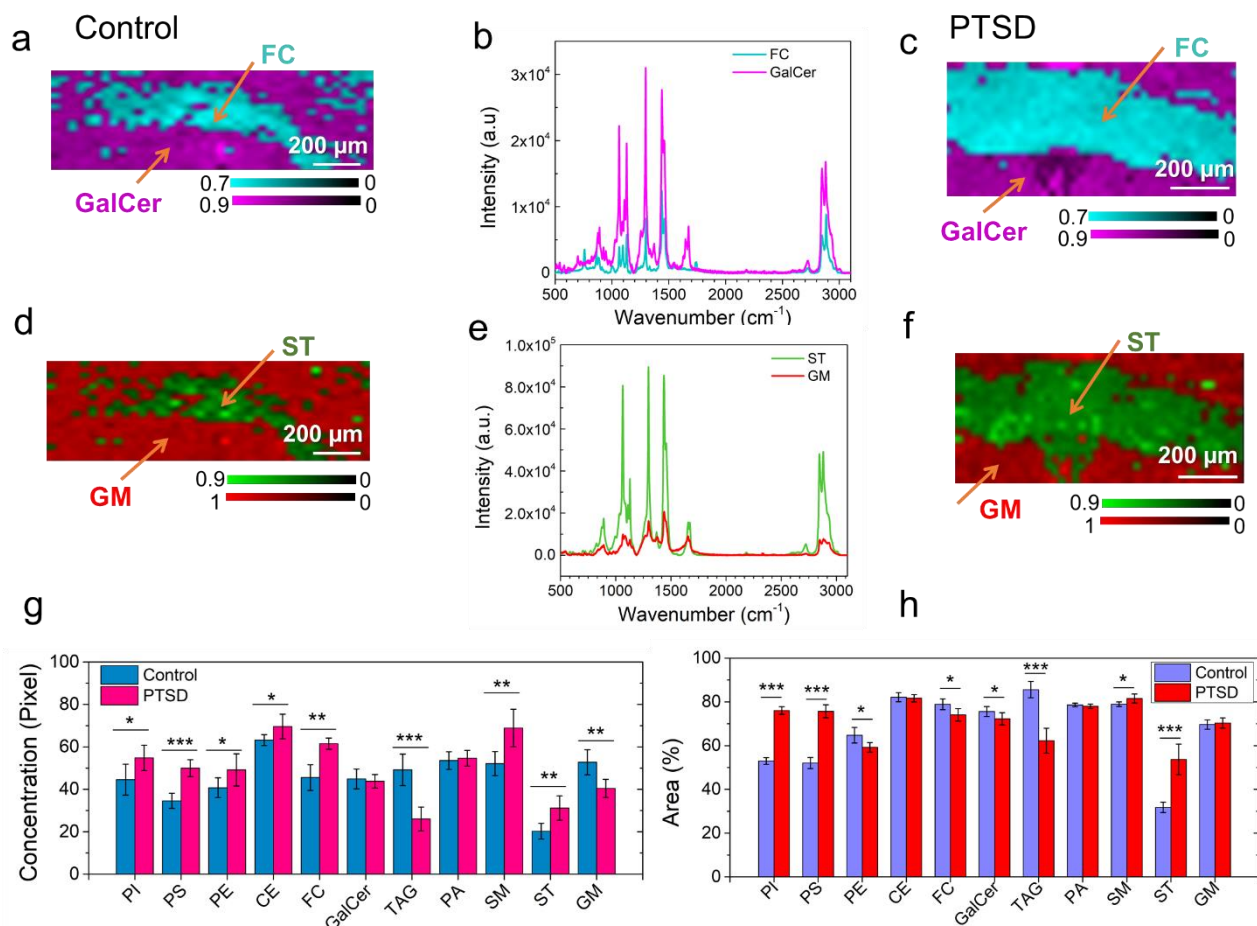 a Control
FC
200 µm
0.7 0
0.9 0
GalCer
b
FC
GalCer
3x10⁴
2x10⁴
1x10⁴
0
Intensity (a.u)
500 1000 1500 2000 2500 3000
Wavenumber (cm⁻¹)
c PTSD
FC
200 µm
0.7 0
0.9 0
GalCer
d
ST
200 µm
0.9 0
1 0
GM
e
ST
GM
1.0x10⁵
8.0x10⁴
6.0x10⁴
4.0x10⁴
2.0x10⁴
0.0
Intensity (a.u.)
500 1000 1500 2000 2500 3000
Wavenumber (cm⁻¹)
f
ST
200 µm
0.9 0
1 0
GM
g
Control
PTSD
100
80
60
40
20
0
Concentration (Pixel)
* *** * * ** *** ** ** **
PI PS PE CE FC GalCer TAG PA SM ST GM
h
Control
PTSD
100
80
60
40
20
0
Area (%)
*** *** * * * *** * ***
PI PS PE CE FC GalCer TAG PA SM ST GM